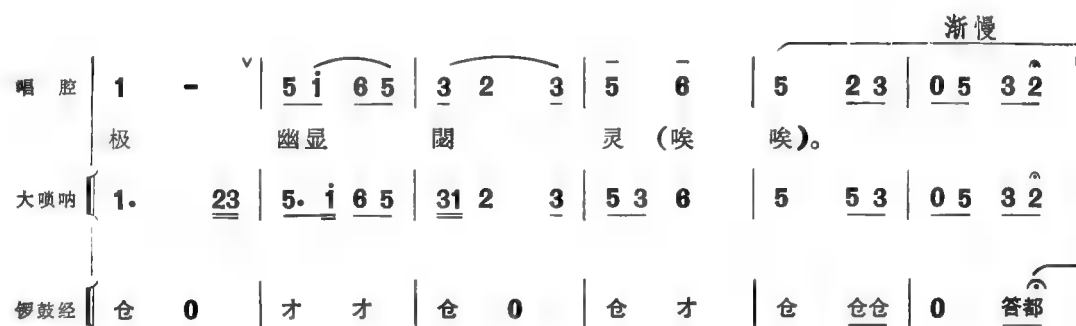 渐慢
唱腔 1 - ˅ | 5 i 6 5 | 3 2 3 | 5 6 | 5 2 3 | 0 5 3 2
极 幽显 閟 灵 (唉 唉)。
大唢呐 1. 23 | 5. i 6 5 | 31 2 3 | 5 3 6 | 5 5 3 | 0 5 3 2
锣鼓经 仓 0 | 才 才 | 仓 0 | 仓 才 | 仓 仓仓 | 0 答都